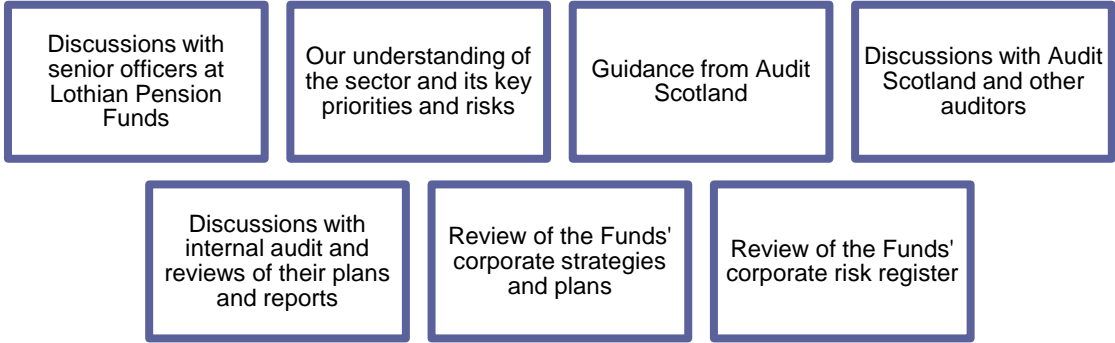 Discussions with
senior officers at
Lothian Pension
Funds
Our understanding of
the sector and its key
priorities and risks
Guidance from Audit
Scotland
Discussions with Audit
Scotland and other
auditors
Discussions with
internal audit and
reviews of their plans
and reports
Review of the Funds'
corporate strategies
and plans
Review of the Funds'
corporate risk register